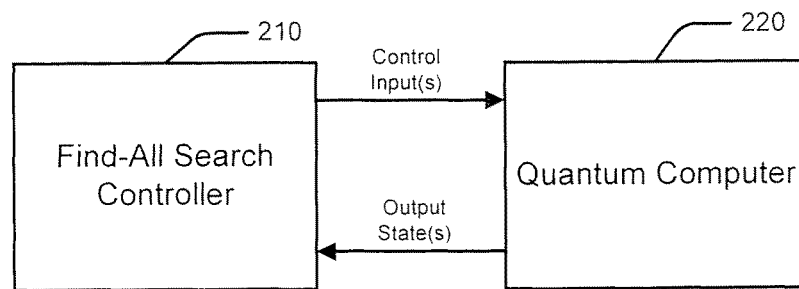 210
220
Control
Input(s)
Find-All Search
Controller
Quantum Computer
Output
State(s)